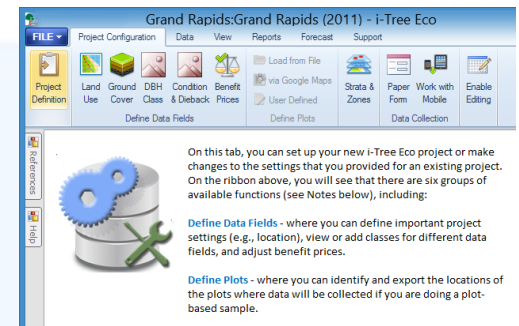 Grand Rapids:Grand Rapids (2011) - i-Tree Eco
FILE Project Configuration Data View Reports Forecast Support
Project Definition
Land Use
Ground Cover
DBH Class
Condition & Dieback
Benefit Prices
Load from File
via Google Maps
User Defined
Strata & Zones
Paper Form
Work with Mobile
Enable Editing
Define Data Fields
Define Plots
Data Collection
References
Help
On this tab, you can set up your new i-Tree Eco project or make
changes to the settings that you provided for an existing project.
On the ribbon above, you will see that there are six groups of
available functions (see Notes below), including:
Define Data Fields - where you can define important project
settings (e.g., location), view or add classes for different data
fields, and adjust benefit prices.
Define Plots - where you can identify and export the locations of
the plots where data will be collected if you are doing a plot-
based sample.